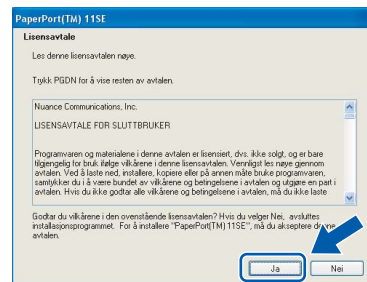 PaperPort(TM) 11SE
Lisensavtale
Les denne lisensavtalen nøye.
Trykk PGDN for å vise resten av avtalen.
Nuance Communications, Inc.
LISENSAVTALE FOR SLUTTBRUKER
Programvaren og materialene i denne avtalen er lisensiert, dvs. ikke solgt, og er bare
tilgjengelig for bruk ifølge vilkårene i denne lisensavtalen. Vennligst les nøye gjennom
avtalen. Ved å laste ned, installere, kopiere eller på annen måte bruke programvaren,
samtykker du i å være bundet av vilkårene og betingelsene i avtalen og utgjøre en part i
avtalen. Hvis du ikke godtar alle vilkårene og betingelsene i avtalen, må du ikke laste
Godtar du vilkårene i den ovenstående lisensavtalen? Hvis du velger Nei, avsluttes
installasjonsprogrammet. For å installere "PaperPort(TM) 11SE", må du akseptere denne
avtalen.
Ja
Nei